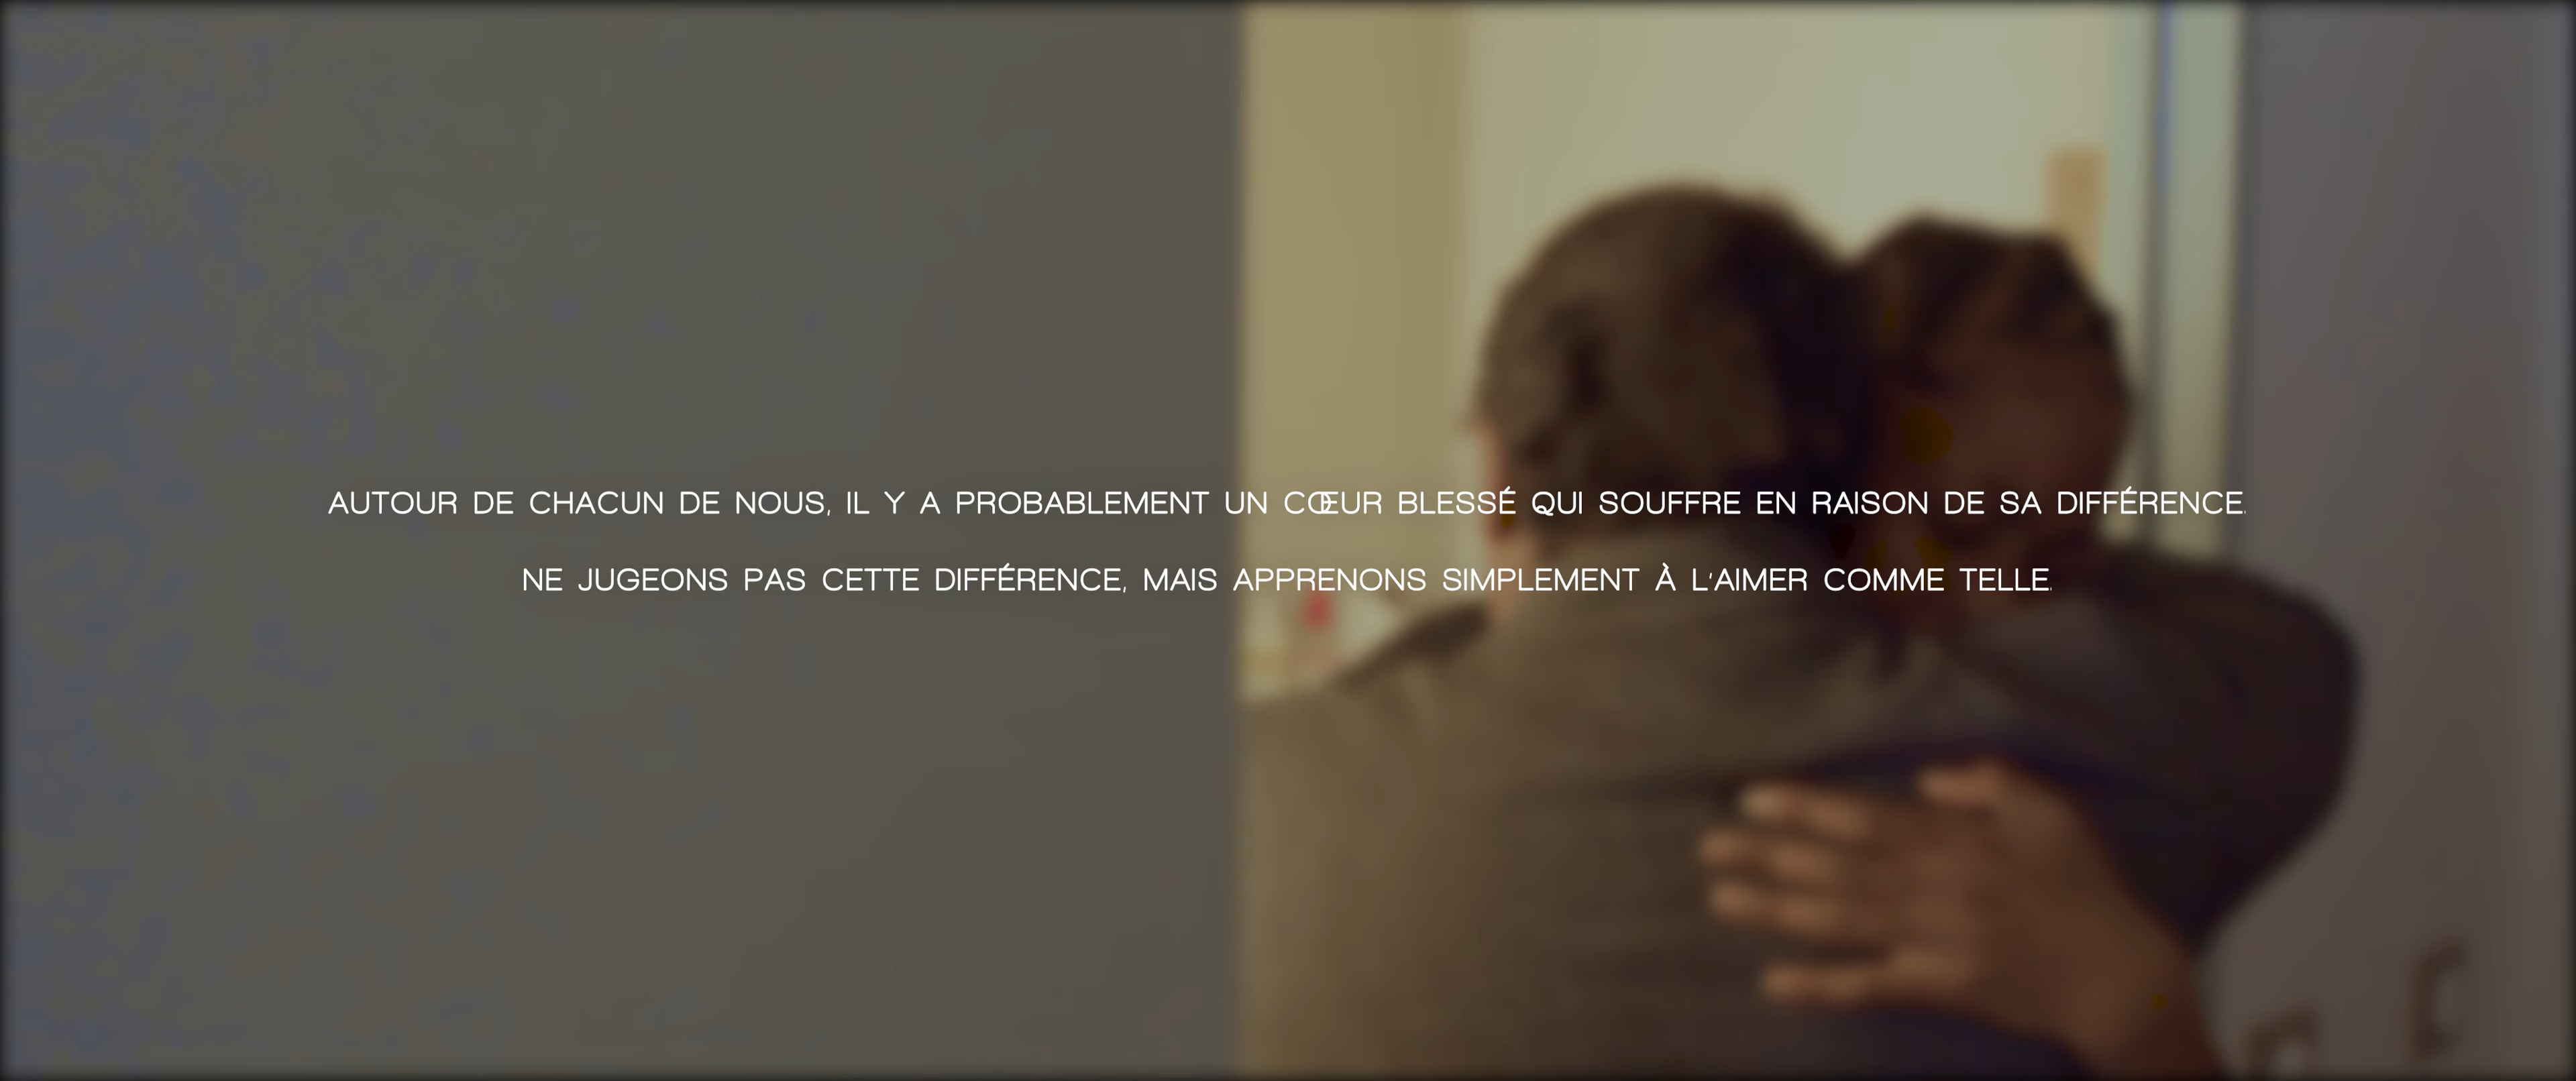 AUTOUR DE CHACUN DE NOUS, IL Y A PROBABLEMENT UN CŒUR BLESSÉ QUI SOUFFRE EN RAISON DE SA DIFFÉRENCE.
NE JUGEONS PAS CETTE DIFFÉRENCE, MAIS APPRENONS SIMPLEMENT À L'AIMER COMME TELLE.